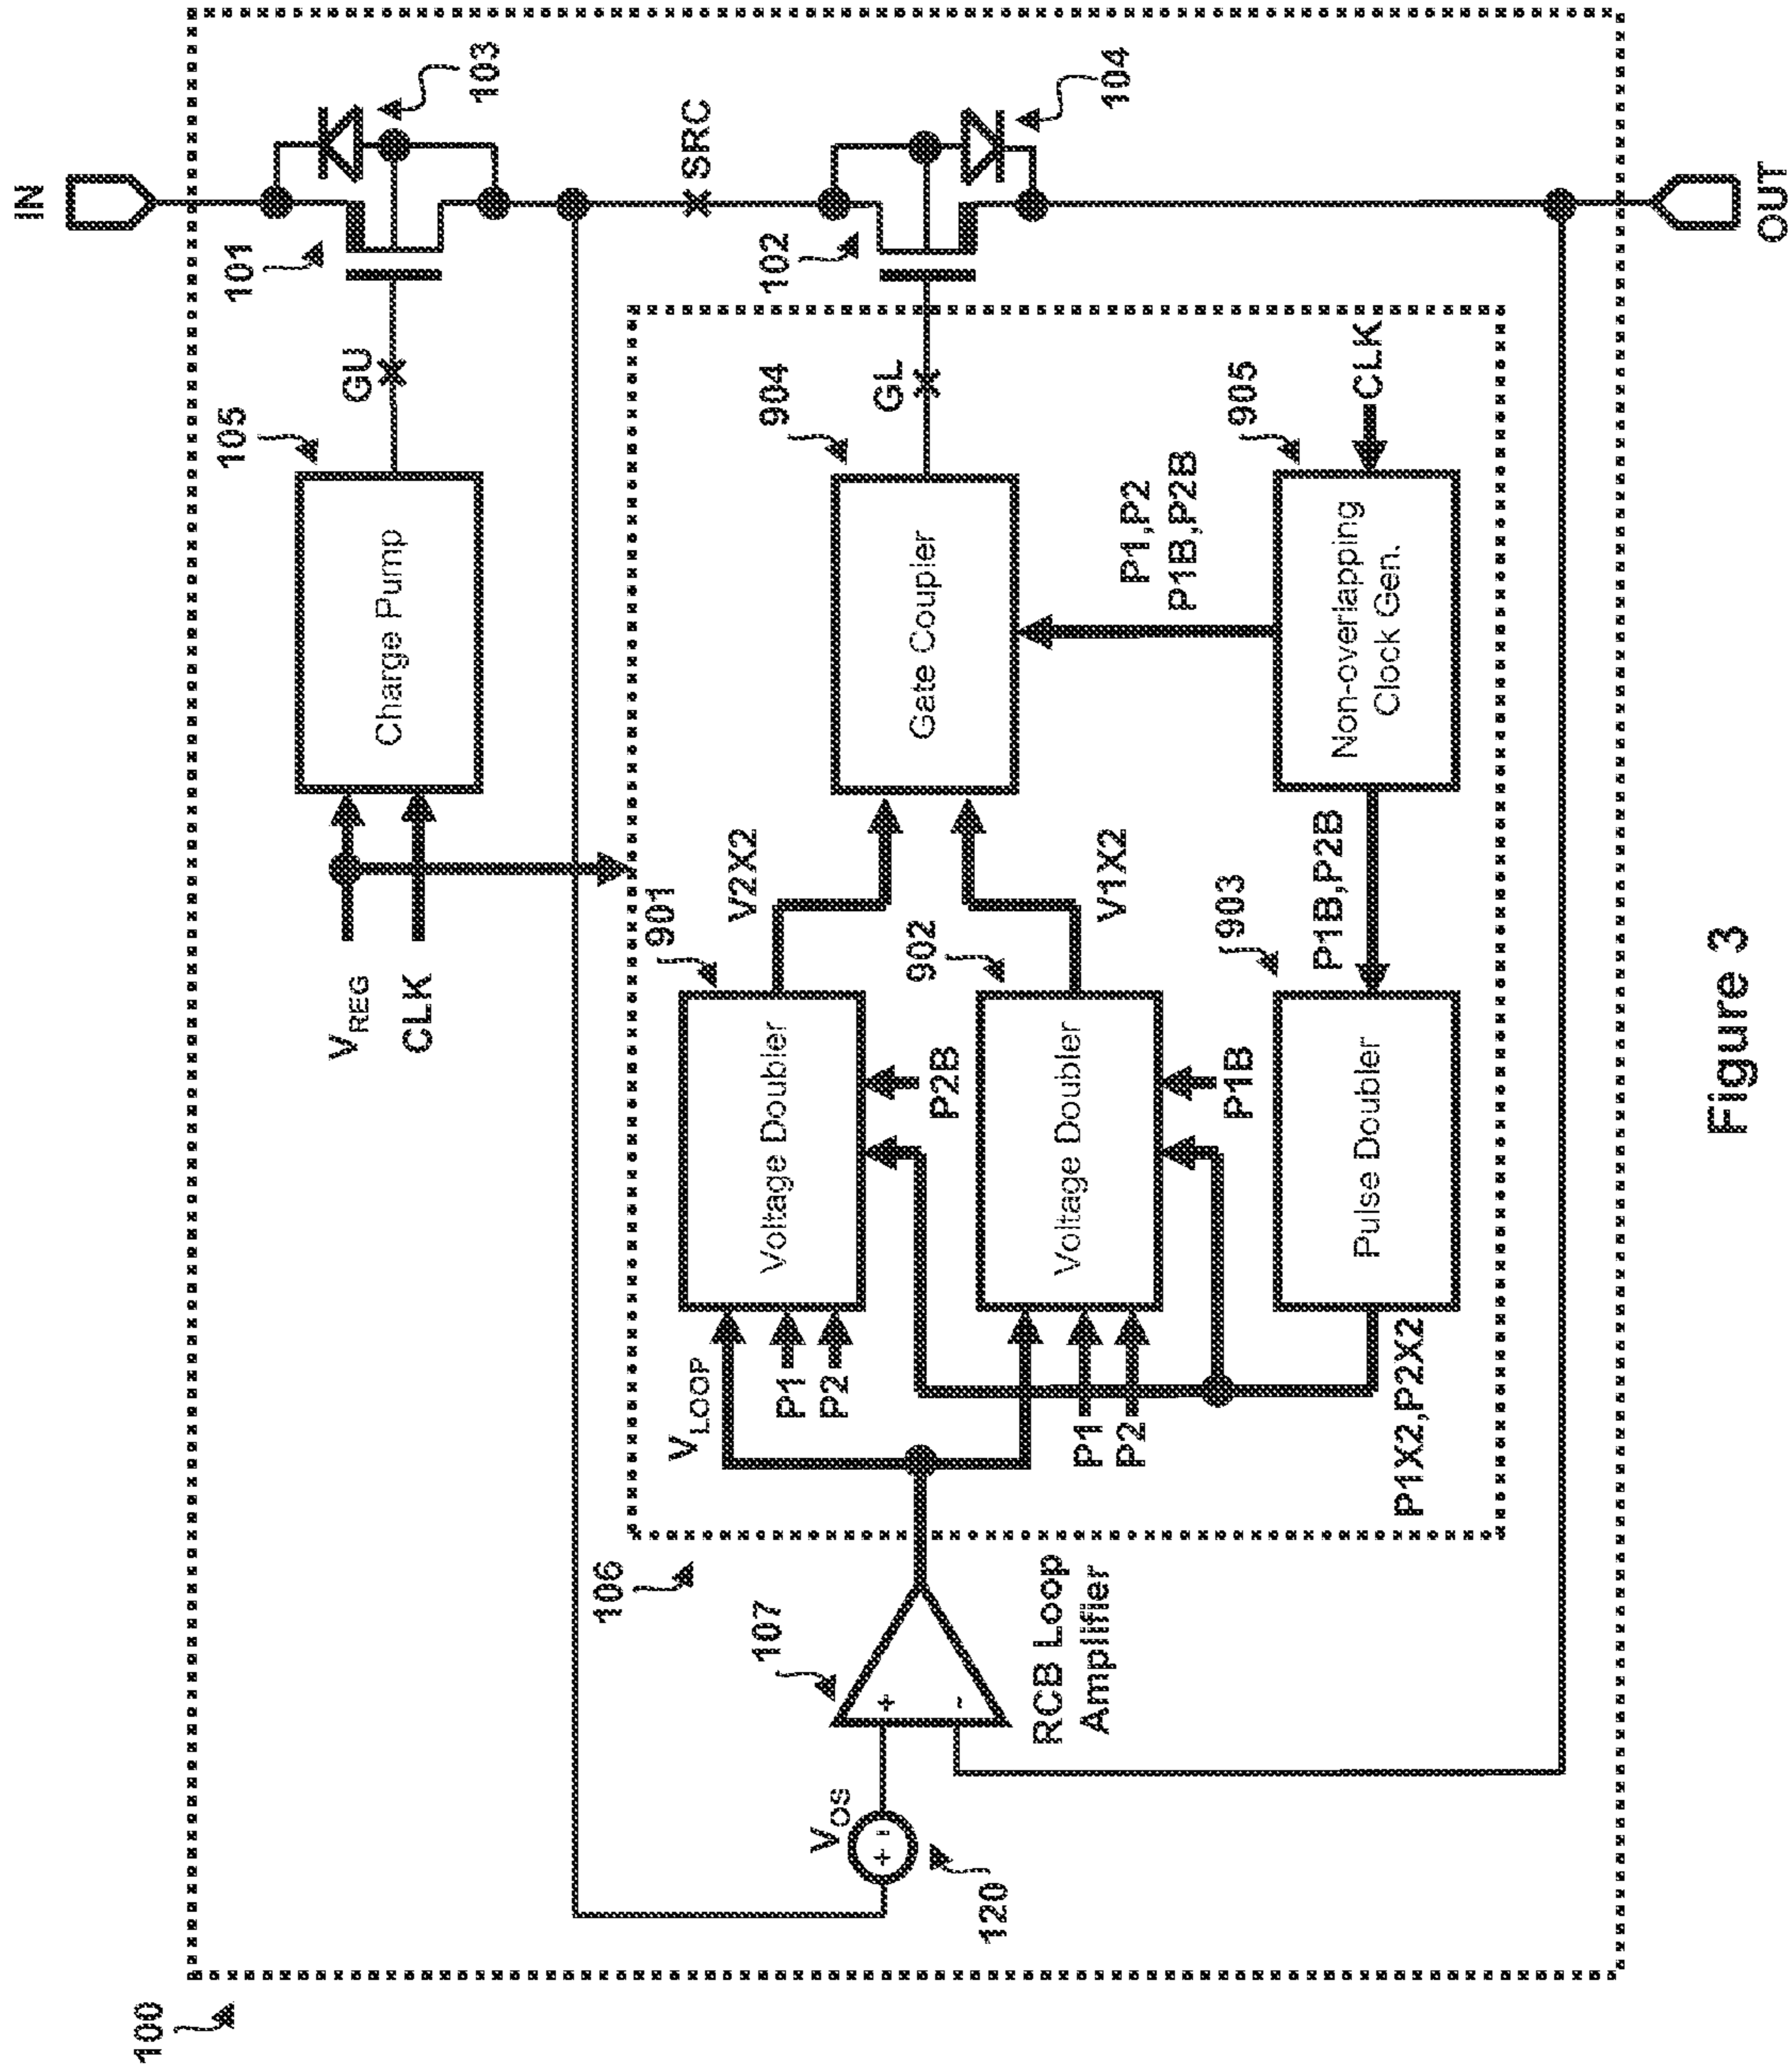 100
IN
103
101
105
GU
Charge Pump
VREG
CLK
SRC
104
102
106
901
V2X2
904
GL
VLOOP
Voltage Doubler
P1
P2
P2B
Gate Coupler
107
+
-
RCB Loop
Amplifier
VOS
+ -
120
902
V1X2
Voltage Doubler
P1
P2
P1B
P1,P2
P1B,P2B
903
905
P1B,P2B
CLK
Pulse Doubler
Non-overlapping
Clock Gen.
P1X2,P2X2
OUT
Figure 3